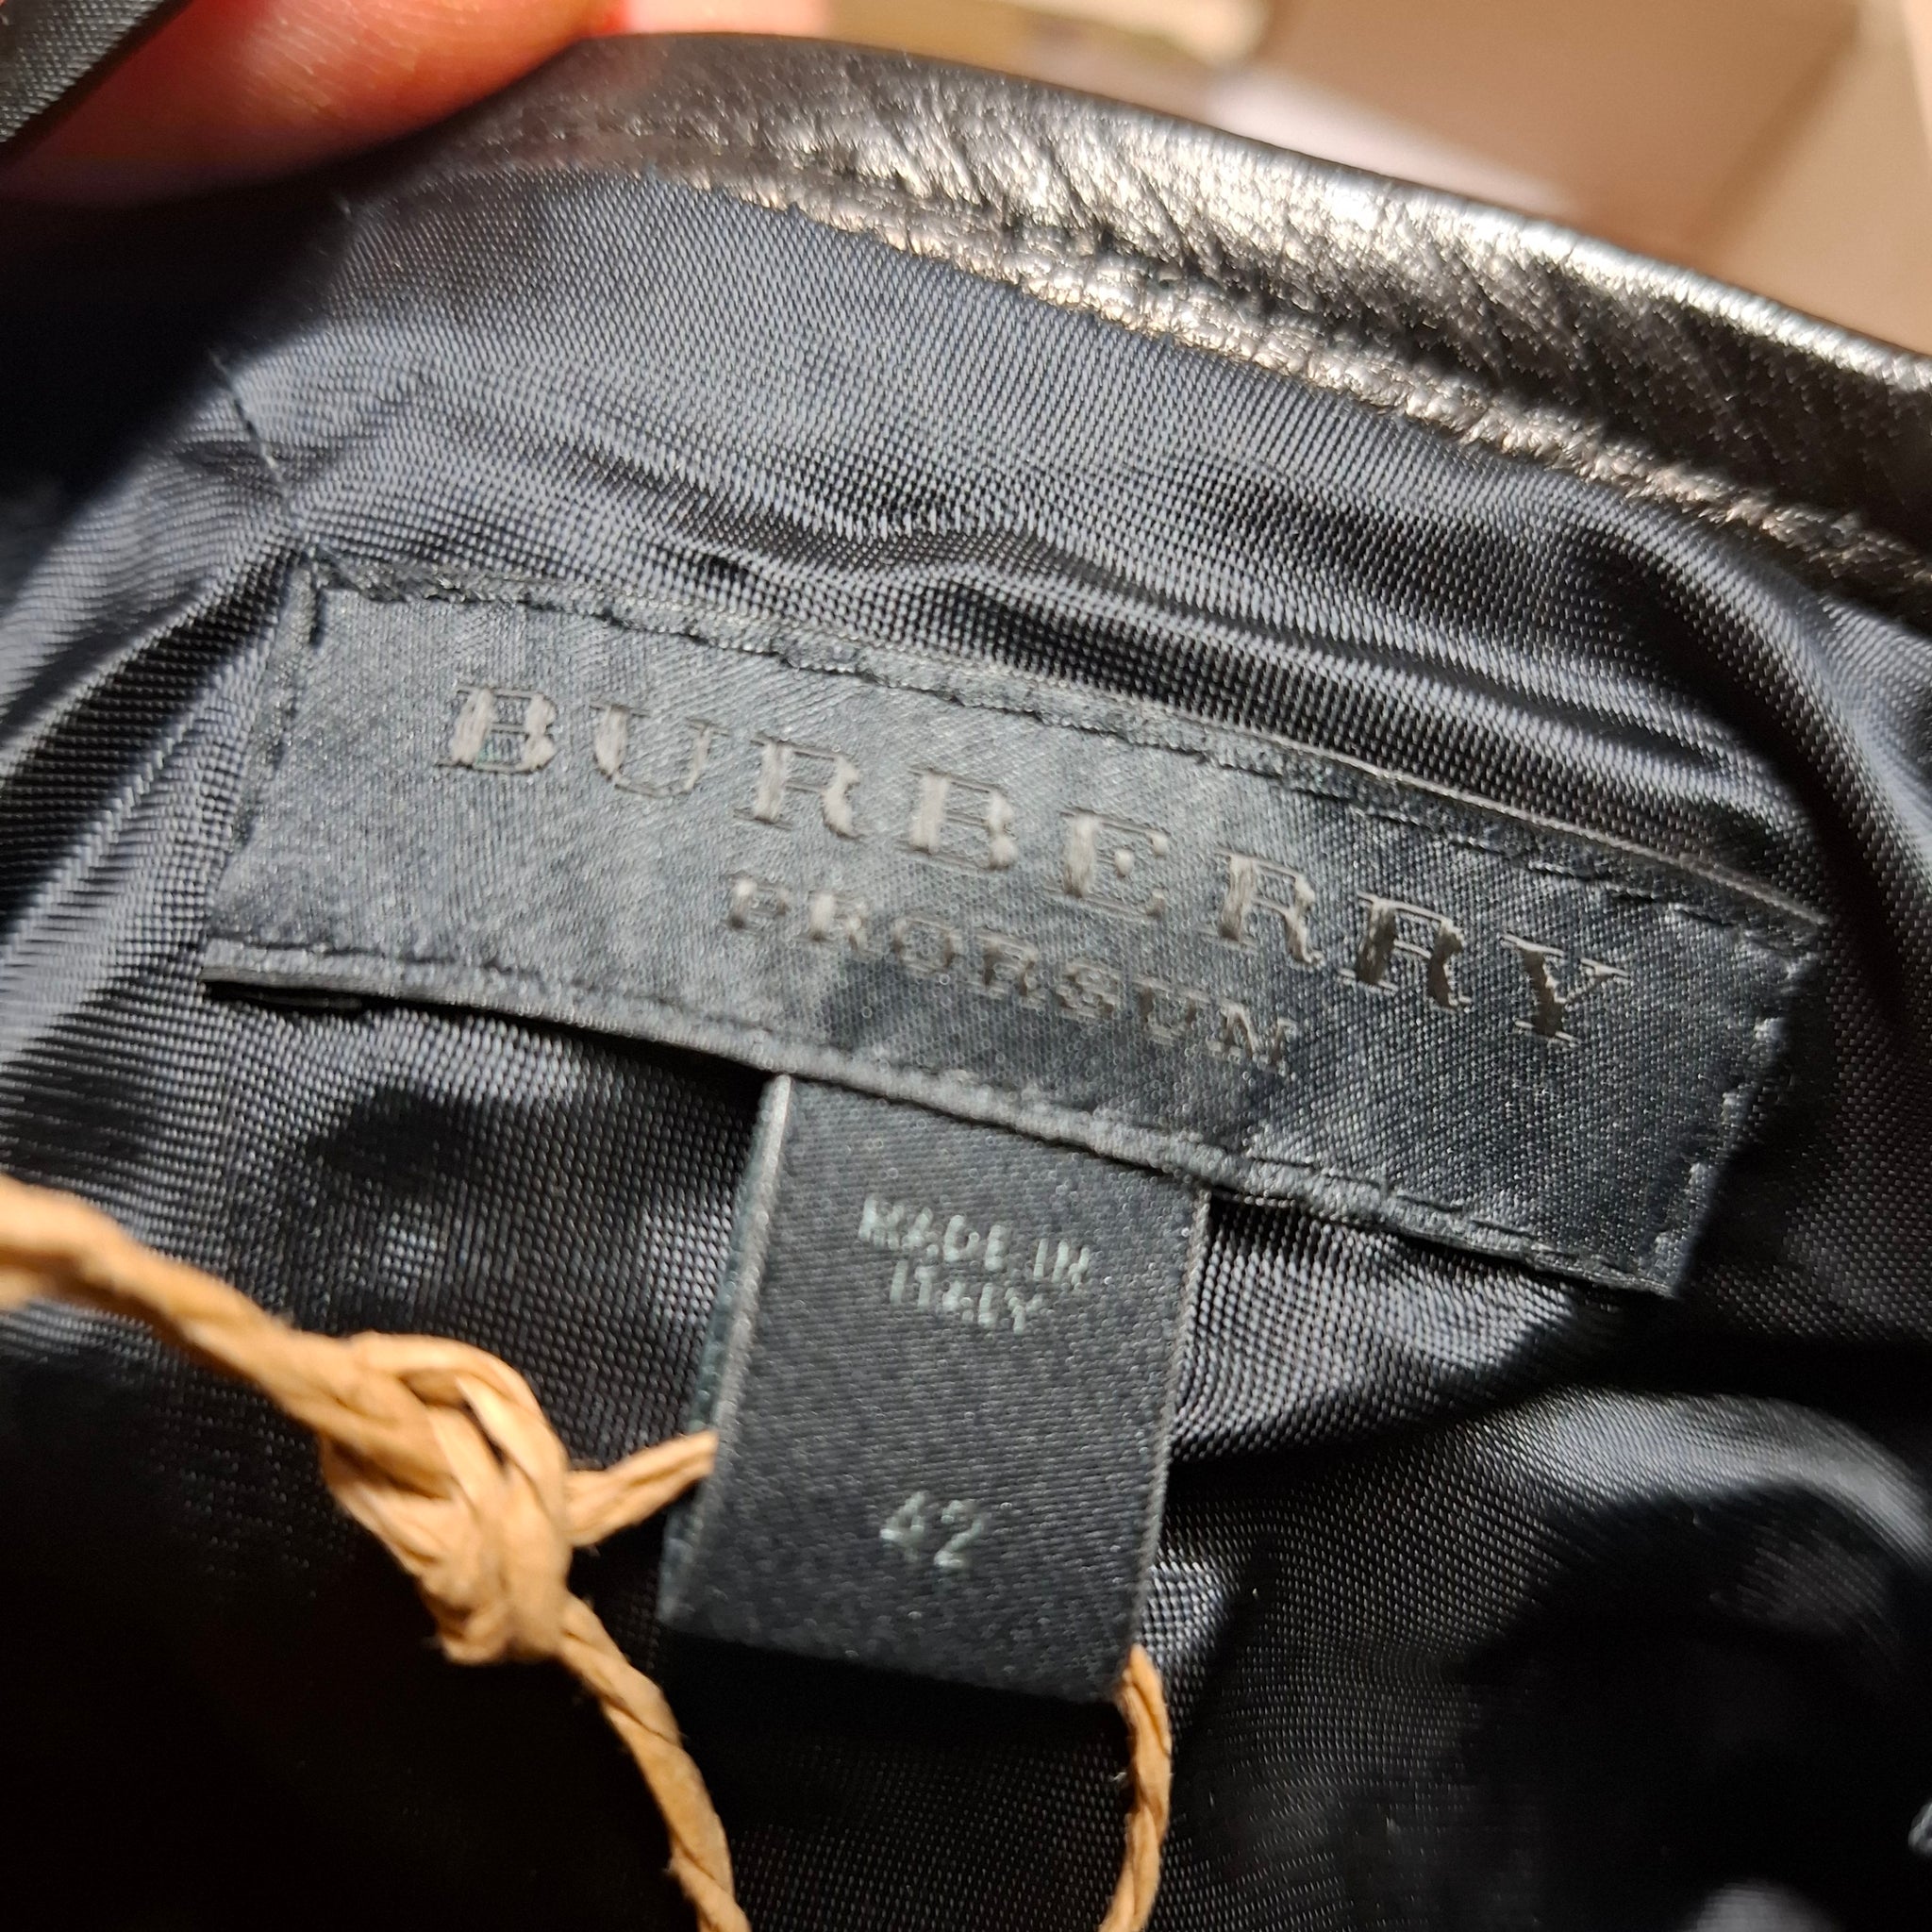 BURBERRY
PRORSUM
MADE IN
ITALY
42